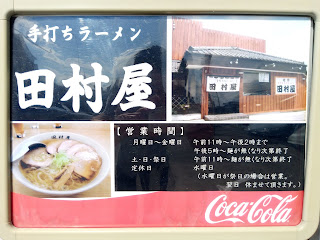 手打ちラーメン
田村屋
田村屋
田村屋
【営業時間】
月曜日〜金曜日　午前11時〜午後2時まで
午後5時〜麺が無くなり次第終了
土・日・祭日　午前11時〜麺が無くなり次第終了
定休日　水曜日
（水曜日が祭日の場合は営業。
翌日　休ませて頂きます。）
Coca-Cola